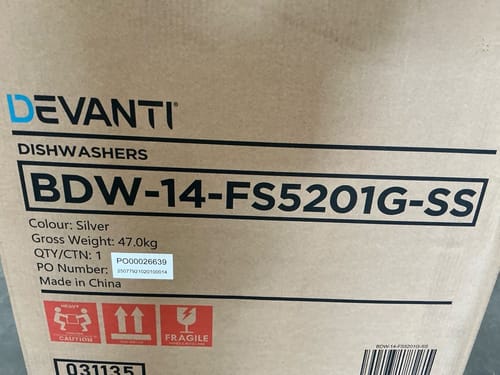 DEVANTI®
DISHWASHERS
BDW-14-FS5201G-SS
Colour: Silver
Gross Weight: 47.0kg
QTY/CTN: 1
PO Number: PO00026639
25077921020100014
Made in China
HEAVY
CAUTION
FRAGILE
BDW-14-FS5201G-SS
031135